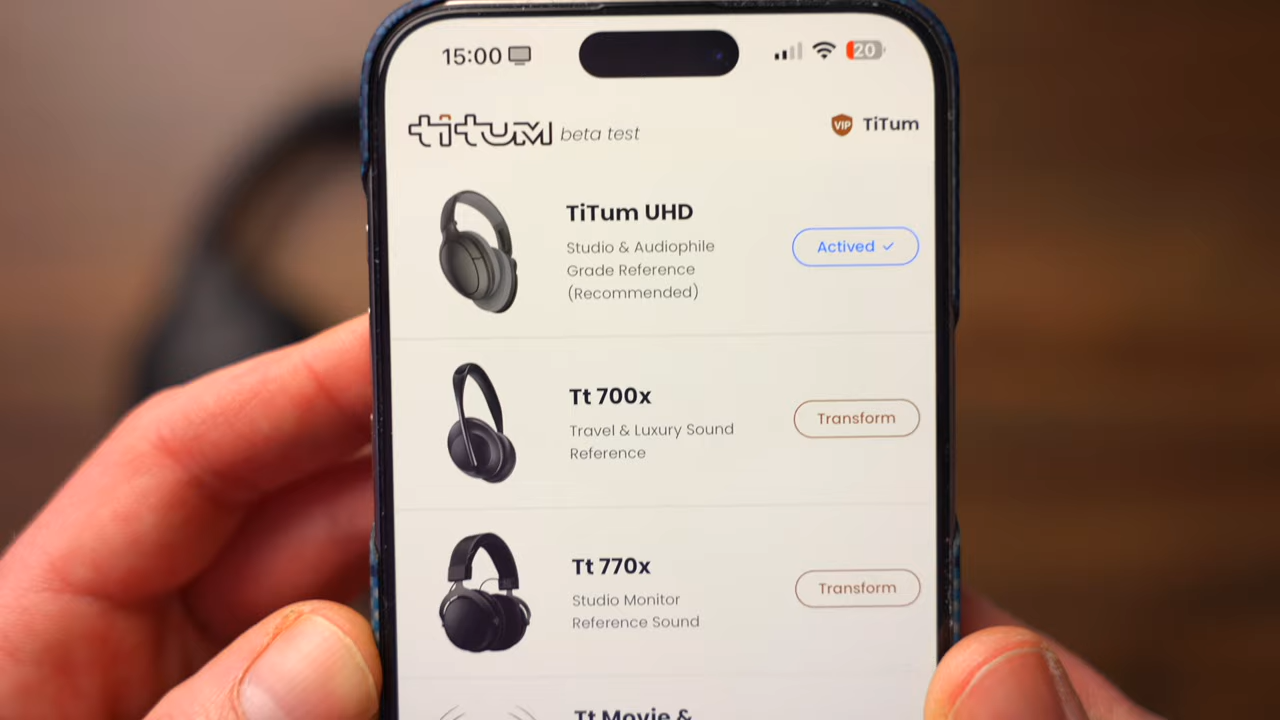 15:00
20
titum beta test
VIP TiTum
TiTum UHD
Studio & Audiophile
Grade Reference
(Recommended)
Actived
Tt 700x
Travel & Luxury Sound
Reference
Transform
Tt 770x
Studio Monitor
Reference Sound
Transform
Tt Movie &